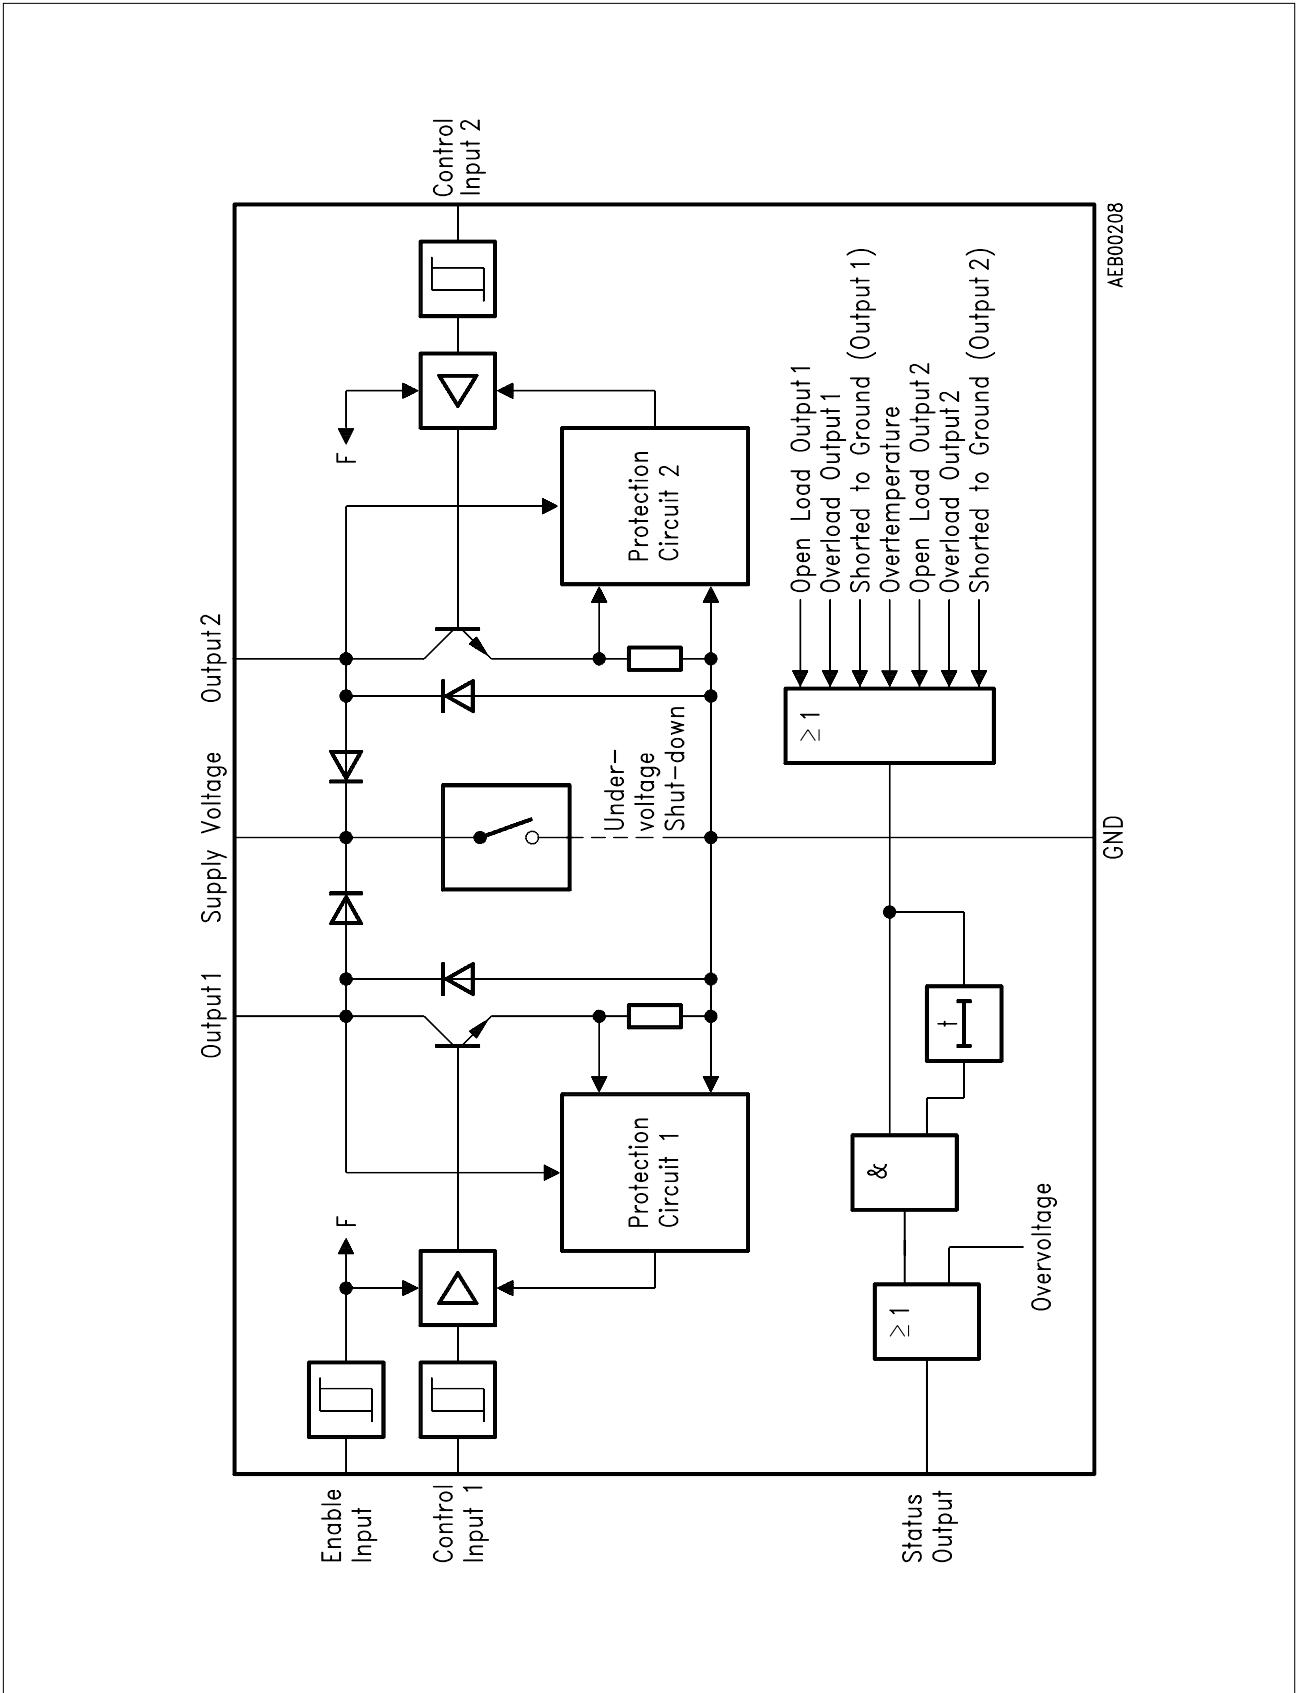 Output 1
Supply Voltage
Output 2
Enable
Input
F
F
Control
Input 1
Control
Input 2
Under-
voltage
Shut-down
Protection
Circuit 1
Protection
Circuit 2
Open Load Output 1
Overload Output 1
Shorted to Ground (Output 1)
Overtemperature
Open Load Output 2
Overload Output 2
Shorted to Ground (Output 2)
≥ 1
&
t
≥ 1
Status
Output
Overvoltage
GND
AEB00208